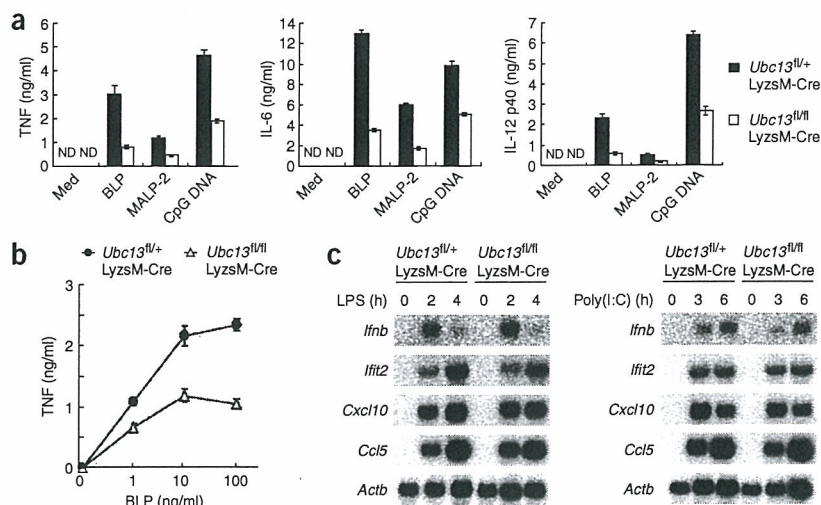 a
TNF (ng/ml)
6
5
4
3
2
1
0
ND ND
Med
BLP
MALP-2
CpG DNA
IL-6 (ng/ml)
14
12
10
8
6
4
2
0
ND ND
Med
BLP
MALP-2
CpG DNA
IL-12 p40 (ng/ml)
7
6
5
4
3
2
1
0
ND ND
Med
BLP
MALP-2
CpG DNA
Ubc13fl/+
LyzsM-Cre
Ubc13fl/fl
LyzsM-Cre
b
Ubc13fl/+
LyzsM-Cre
Ubc13fl/fl
LyzsM-Cre
TNF (ng/ml)
3
2
1
0
0 1 10 100
BLP (ng/ml)
c
Ubc13fl/+ Ubc13fl/fl
LyzsM-Cre LyzsM-Cre
LPS (h) 0 2 4 0 2 4
Ifnb
Ifit2
Cxcl10
Ccl5
Actb
Ubc13fl/+ Ubc13fl/fl
LyzsM-Cre LyzsM-Cre
Poly(I:C) (h) 0 3 6 0 3 6
Ifnb
Ifit2
Cxcl10
Ccl5
Actb